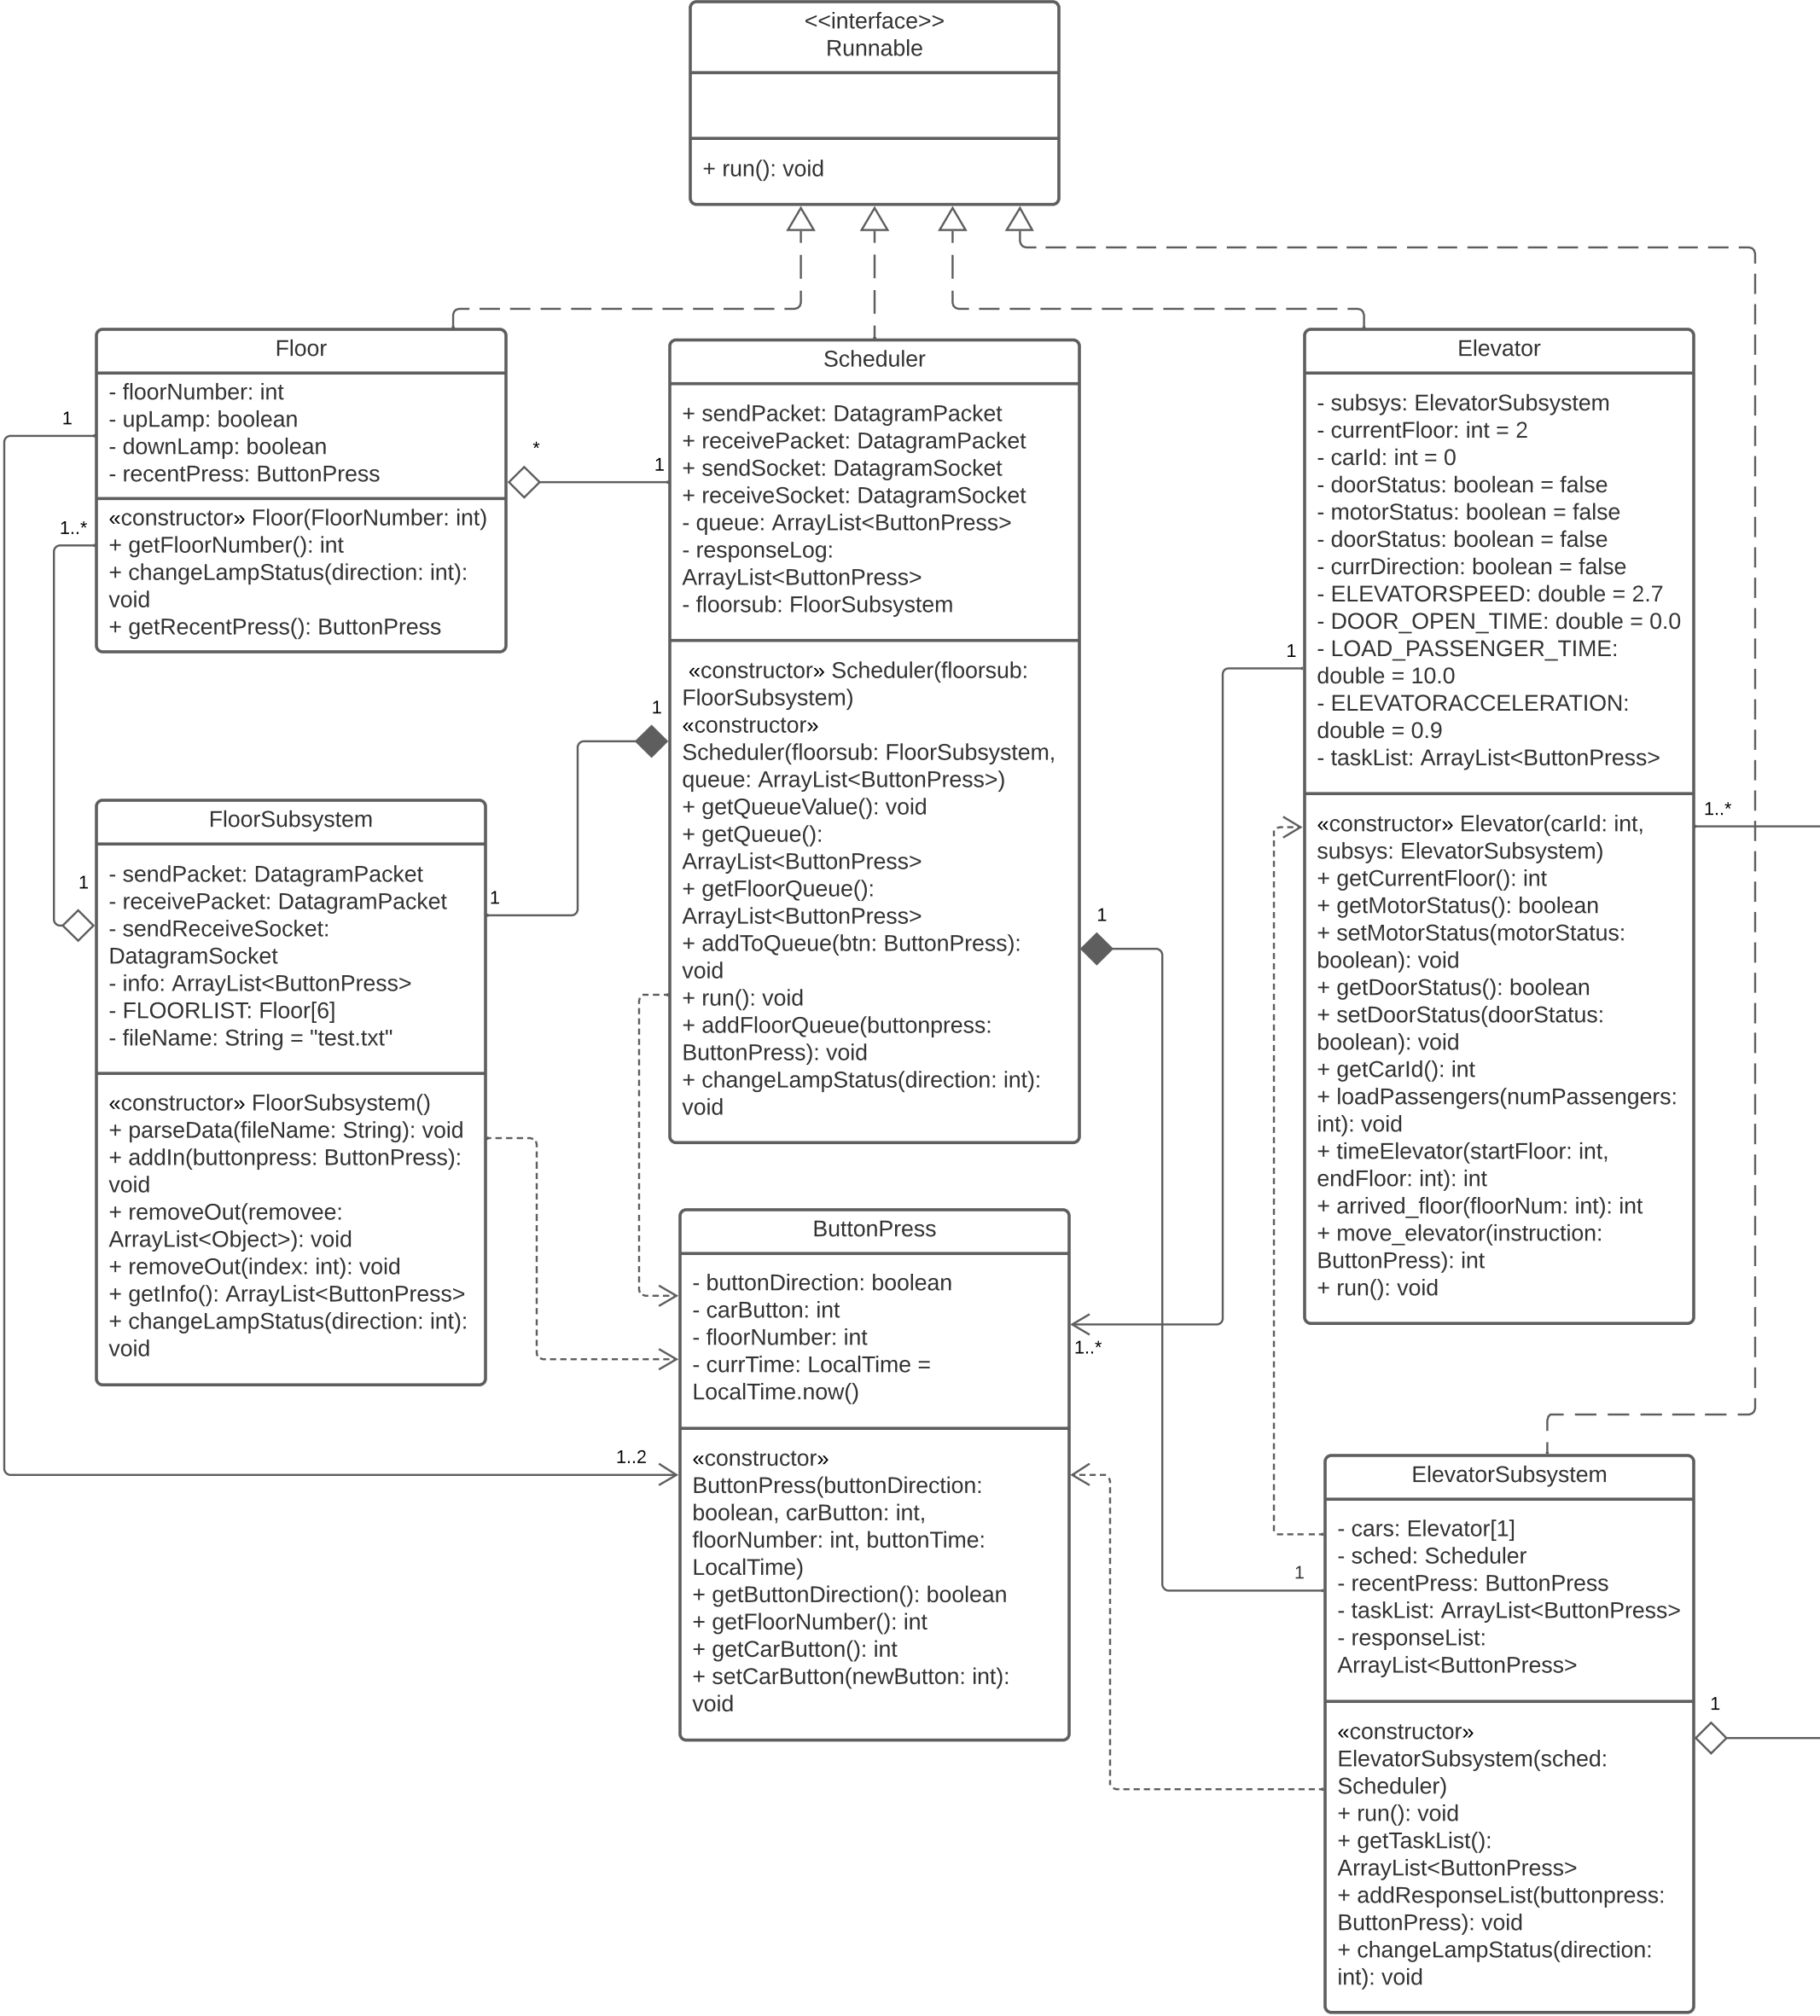 <<interface>>
Runnable
+ run(): void
Floor
- floorNumber: int
- upLamp: boolean
- downLamp: boolean
- recentPress: ButtonPress
«constructor» Floor(FloorNumber: int)
+ getFloorNumber(): int
+ changeLampStatus(direction: int):
void
+ getRecentPress(): ButtonPress
1
1..*
*
1
Scheduler
+ sendPacket: DatagramPacket
+ receivePacket: DatagramPacket
+ sendSocket: DatagramSocket
+ receiveSocket: DatagramSocket
- queue: ArrayList<ButtonPress>
- responseLog:
ArrayList<ButtonPress>
- floorsub: FloorSubsystem
«constructor» Scheduler(floorsub:
FloorSubsystem)
«constructor»
Scheduler(floorsub: FloorSubsystem,
queue: ArrayList<ButtonPress>)
+ getQueueValue(): void
+ getQueue():
ArrayList<ButtonPress>
+ getFloorQueue():
ArrayList<ButtonPress>
+ addToQueue(btn: ButtonPress):
void
+ run(): void
+ addFloorQueue(buttonpress:
ButtonPress): void
+ changeLampStatus(direction: int):
void
1
1
Elevator
- subsys: ElevatorSubsystem
- currentFloor: int = 2
- carId: int = 0
- doorStatus: boolean = false
- motorStatus: boolean = false
- doorStatus: boolean = false
- currDirection: boolean = false
- ELEVATORSPEED: double = 2.7
- DOOR_OPEN_TIME: double = 0.0
- LOAD_PASSENGER_TIME:
double = 10.0
- ELEVATORACCELERATION:
double = 0.9
- taskList: ArrayList<ButtonPress>
«constructor» Elevator(carId: int,
subsys: ElevatorSubsystem)
+ getCurrentFloor(): int
+ getMotorStatus(): boolean
+ setMotorStatus(motorStatus:
boolean): void
+ getDoorStatus(): boolean
+ setDoorStatus(doorStatus:
boolean): void
+ getCarId(): int
+ loadPassengers(numPassengers:
int): void
+ timeElevator(startFloor: int,
endFloor: int): int
+ arrived_floor(floorNum: int): int
+ move_elevator(instruction:
ButtonPress): int
+ run(): void
1
1..*
FloorSubsystem
- sendPacket: DatagramPacket
- receivePacket: DatagramPacket
- sendReceiveSocket:
DatagramSocket
- info: ArrayList<ButtonPress>
- FLOORLIST: Floor[6]
- fileName: String = "test.txt"
«constructor» FloorSubsystem()
+ parseData(fileName: String): void
+ addIn(buttonpress: ButtonPress):
void
+ removeOut(removee:
ArrayList<Object>): void
+ removeOut(index: int): void
+ getInfo(): ArrayList<ButtonPress>
+ changeLampStatus(direction: int):
void
1
1
ButtonPress
- buttonDirection: boolean
- carButton: int
- floorNumber: int
- currTime: LocalTime =
LocalTime.now()
«constructor»
ButtonPress(buttonDirection:
boolean, carButton: int,
floorNumber: int, buttonTime:
LocalTime)
+ getButtonDirection(): boolean
+ getFloorNumber(): int
+ getCarButton(): int
+ setCarButton(newButton: int):
void
1..*
1..2
ElevatorSubsystem
- cars: Elevator[1]
- sched: Scheduler
- recentPress: ButtonPress
- taskList: ArrayList<ButtonPress>
- responseList:
ArrayList<ButtonPress>
«constructor»
ElevatorSubsystem(sched:
Scheduler)
+ run(): void
+ getTaskList():
ArrayList<ButtonPress>
+ addResponseList(buttonpress:
ButtonPress): void
+ changeLampStatus(direction:
int): void
1
1